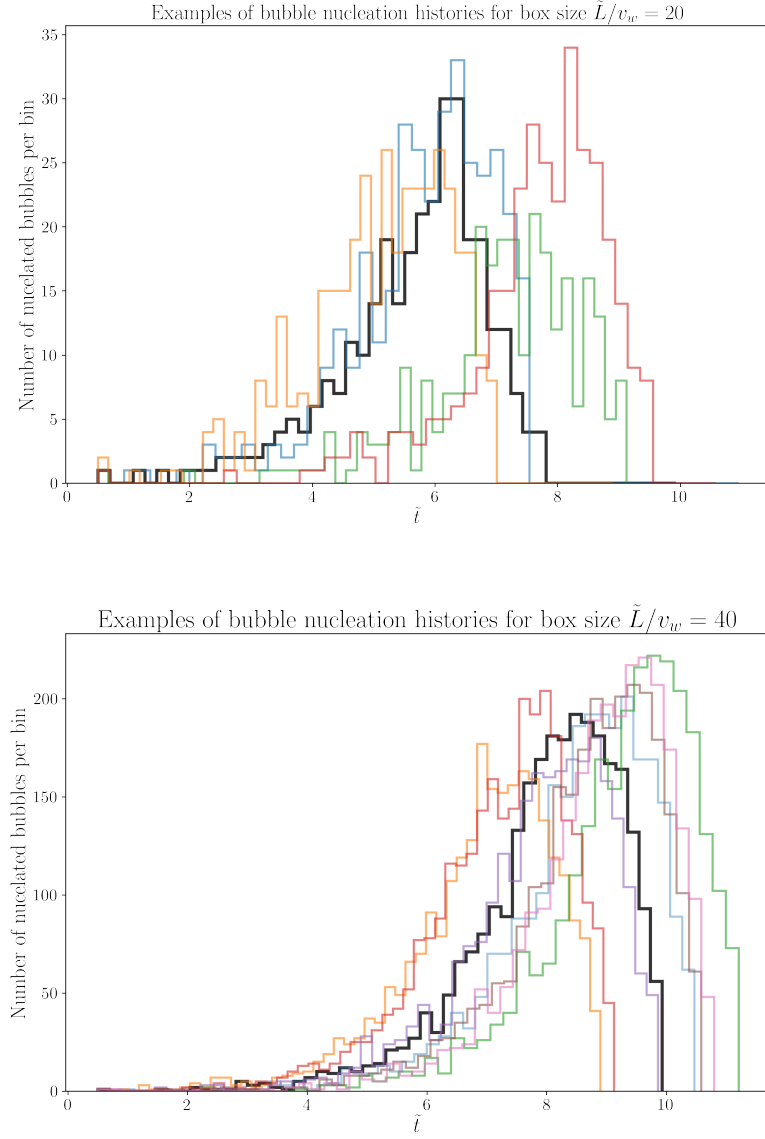 Examples of bubble nucleation histories for box size L̃/v_w = 20
35
30
25
20
15
10
5
0
Number of nucelated bubbles per bin
0 2 4 6 8 10
t̃
Examples of bubble nucleation histories for box size L̃/v_w = 40
200
150
100
50
0
Number of nucelated bubbles per bin
0 2 4 6 8 10
t̃